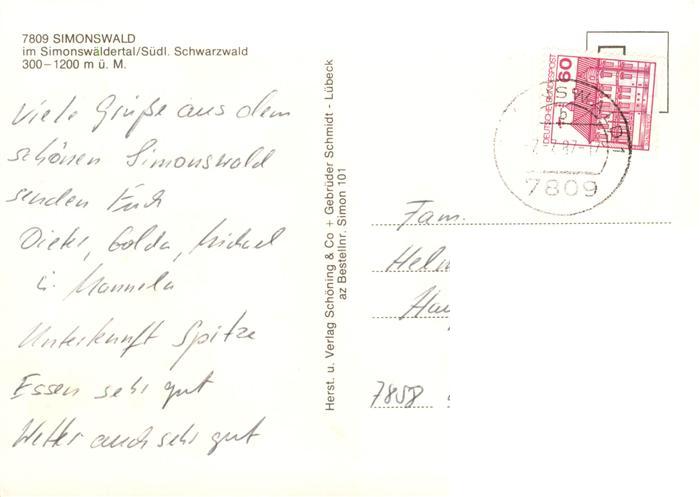 7809 SIMONSWALD
im Simonswäldertal/Südl. Schwarzwald
300–1200 m ü. M.
Viele Grüße aus dem
schönen Simonswald
senden Euch
Dieter, Golda, Michael
u. Manuela
Unterkunft Spitze
Essen sehr gut
Wetter auch sehr gut
Herst. u. Verlag Schöning & Co + Gebrüder Schmidt - Lübeck
az Bestellnr. Simon 101
DEUTSCHE BUNDESPOST
60
7809
Fam.
7858